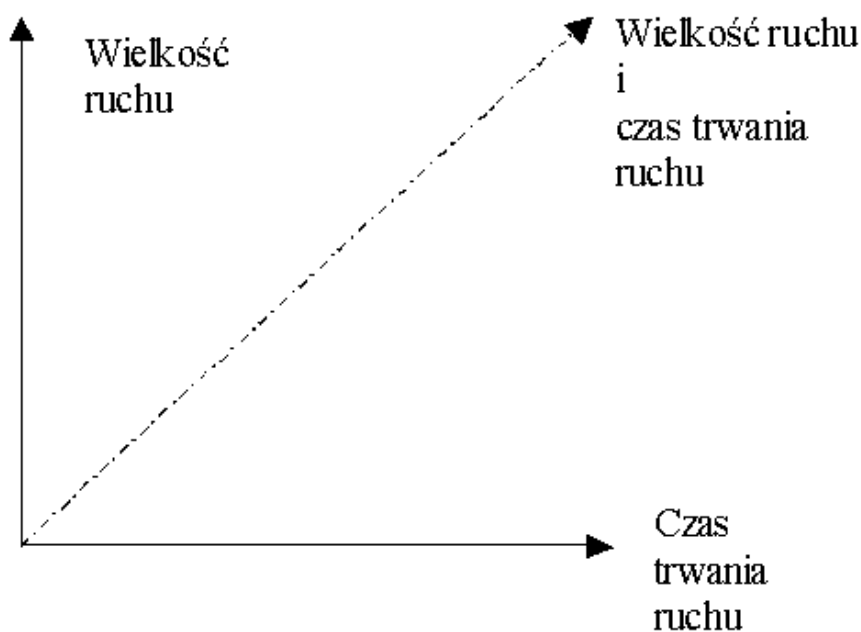 Wielkość
ruchu
Wielkość ruchu
i
czas trwania
ruchu
Czas
trwania
ruchu